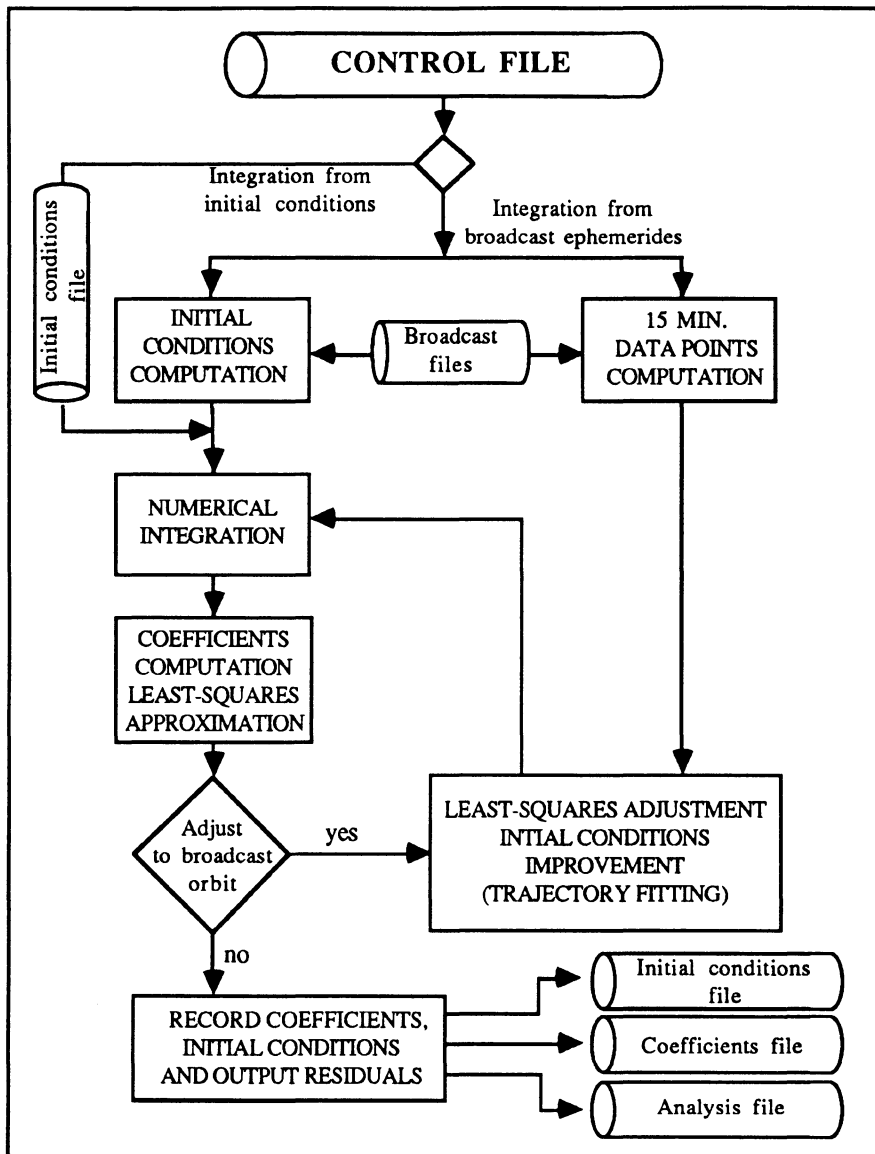 CONTROL FILE
Integration from
initial conditions
Integration from
broadcast ephemerides
Initial conditions
file
INITIAL
CONDITIONS
COMPUTATION
Broadcast
files
15 MIN.
DATA POINTS
COMPUTATION
NUMERICAL
INTEGRATION
COEFFICIENTS
COMPUTATION
LEAST-SQUARES
APPROXIMATION
Adjust
to broadcast
orbit
yes
LEAST-SQUARES ADJUSTMENT
INTIAL CONDITIONS
IMPROVEMENT
(TRAJECTORY FITTING)
no
RECORD COEFFICIENTS,
INITIAL CONDITIONS
AND OUTPUT RESIDUALS
Initial conditions
file
Coefficients file
Analysis file